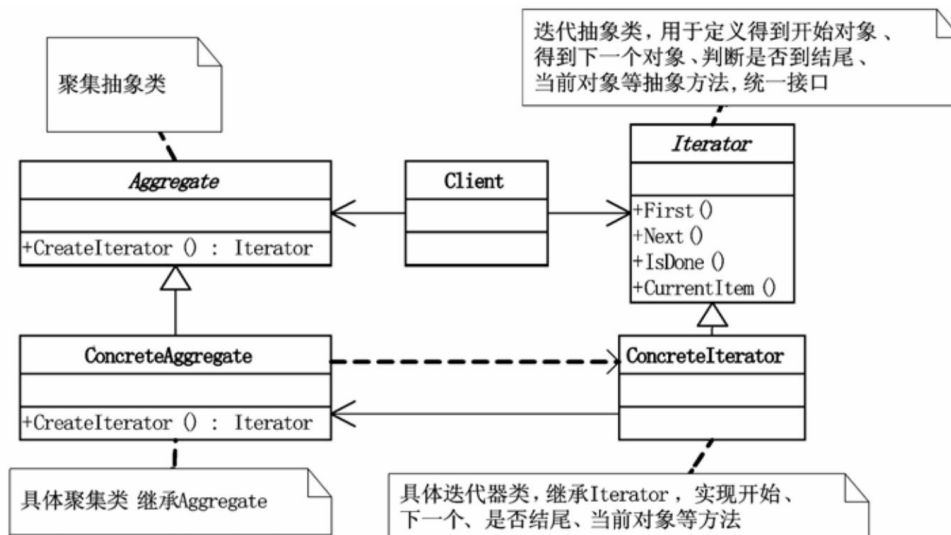 迭代抽象类，用于定义得到开始对象、
得到下一个对象、判断是否到结尾、
当前对象等抽象方法，统一接口
聚集抽象类
Aggregate
+CreateIterator() : Iterator
Client
Iterator
+First()
+Next()
+IsDone()
+CurrentItem()
ConcreteAggregate
+CreateIterator() : Iterator
ConcreteIterator
具体聚集类 继承Aggregate
具体迭代器类，继承Iterator，实现开始、
下一个、是否结尾、当前对象等方法